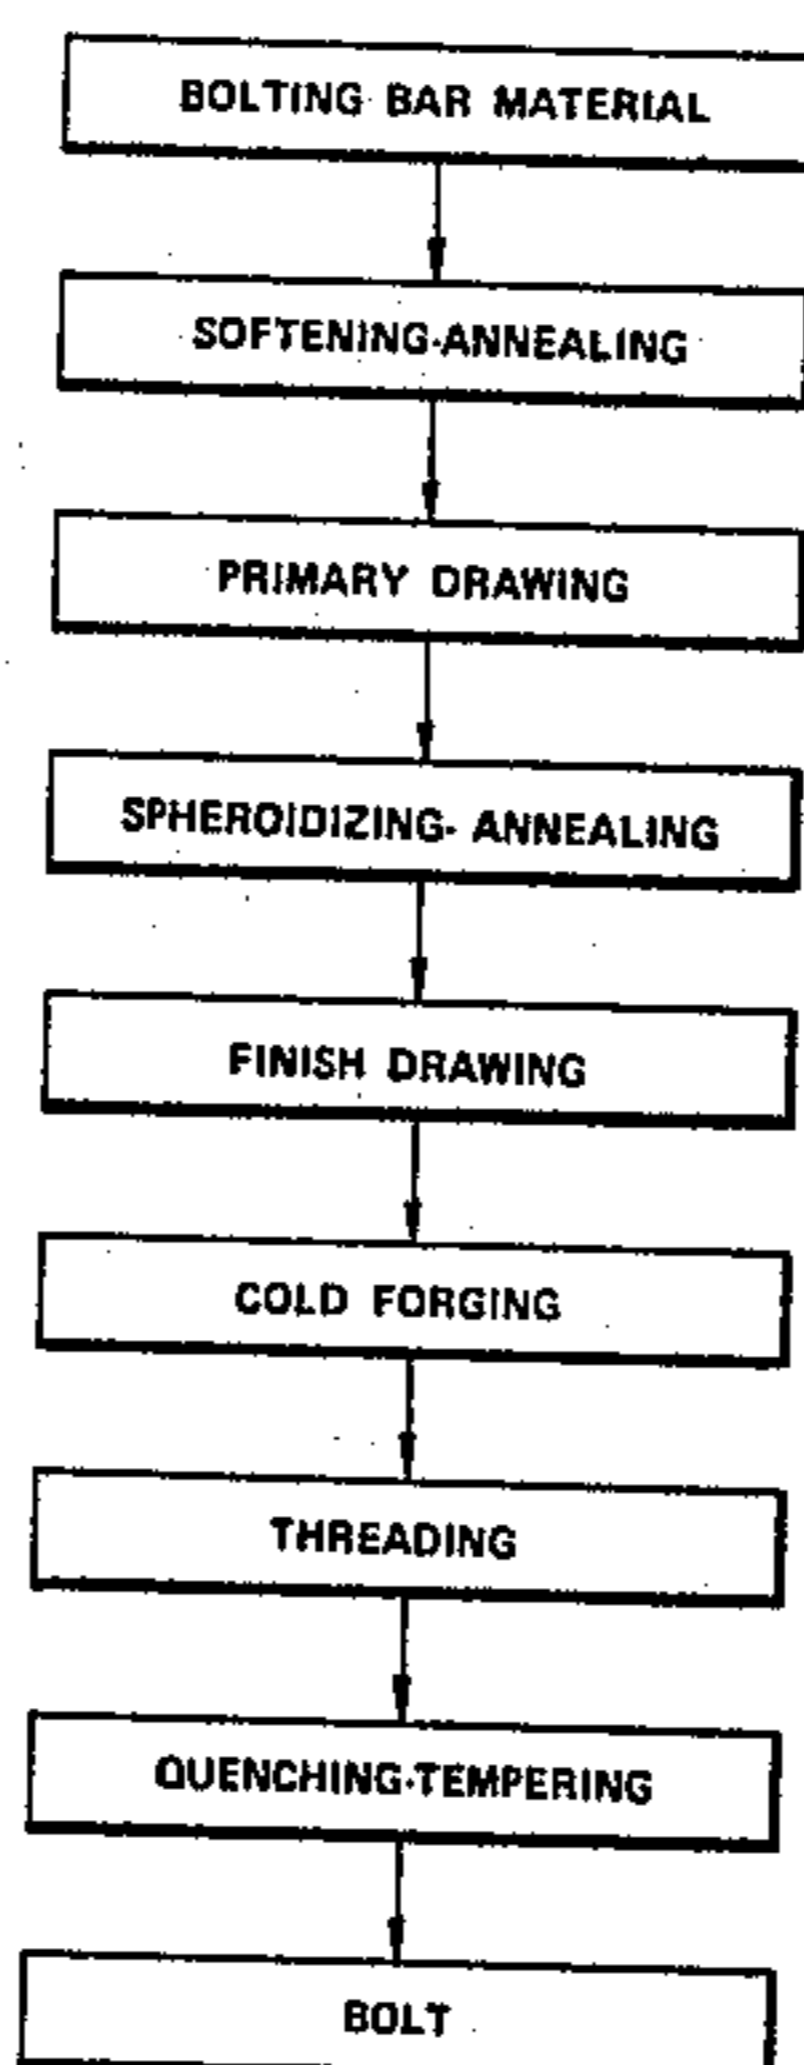 BOLTING BAR MATERIAL
SOFTENING-ANNEALING
PRIMARY DRAWING
SPHEROIDIZING- ANNEALING
FINISH DRAWING
COLD FORGING
THREADING
QUENCHING-TEMPERING
BOLT